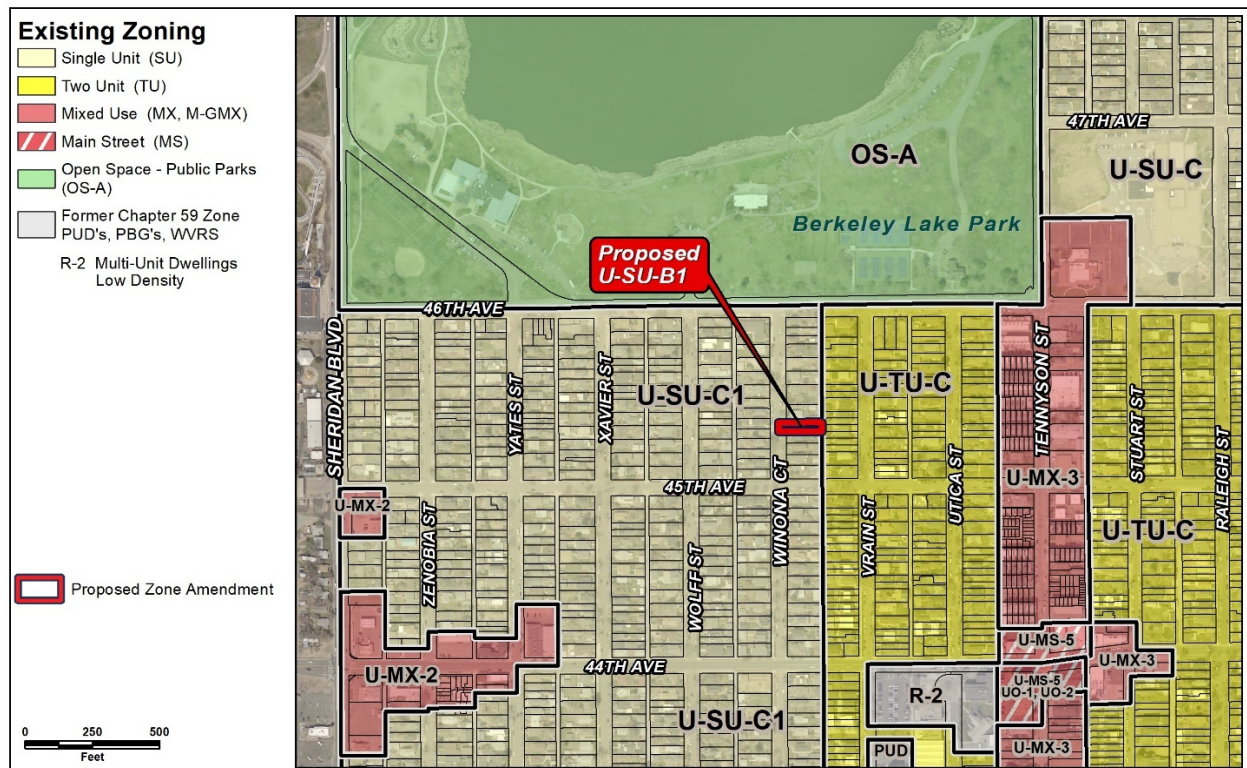 Existing Zoning
Single Unit (SU)
Two Unit (TU)
Mixed Use (MX, M-GMX)
Main Street (MS)
Open Space - Public Parks
(OS-A)
Former Chapter 59 Zone
PUD's, PBG's, WVRS
R-2 Multi-Unit Dwellings
Low Density
Proposed Zone Amendment
0 250 500
Feet
47TH AVE
OS-A
U-SU-C
Berkeley Lake Park
Proposed
U-SU-B1
46TH AVE
SHERIDAN BLVD
YATES ST
XAVIER ST
U-SU-C1
U-TU-C
TENNYSON ST
STUART ST
RALEIGH ST
WINONA CT
UTICA ST
U-MX-3
45TH AVE
U-MX-2
ZENOBIA ST
WOLFF ST
VRAIN ST
U-TU-C
U-MS-5
U-MX-3
44TH AVE
U-MX-2
R-2
U-MS-5
UO-1, UO-2
U-SU-C1
PUD
U-MX-3